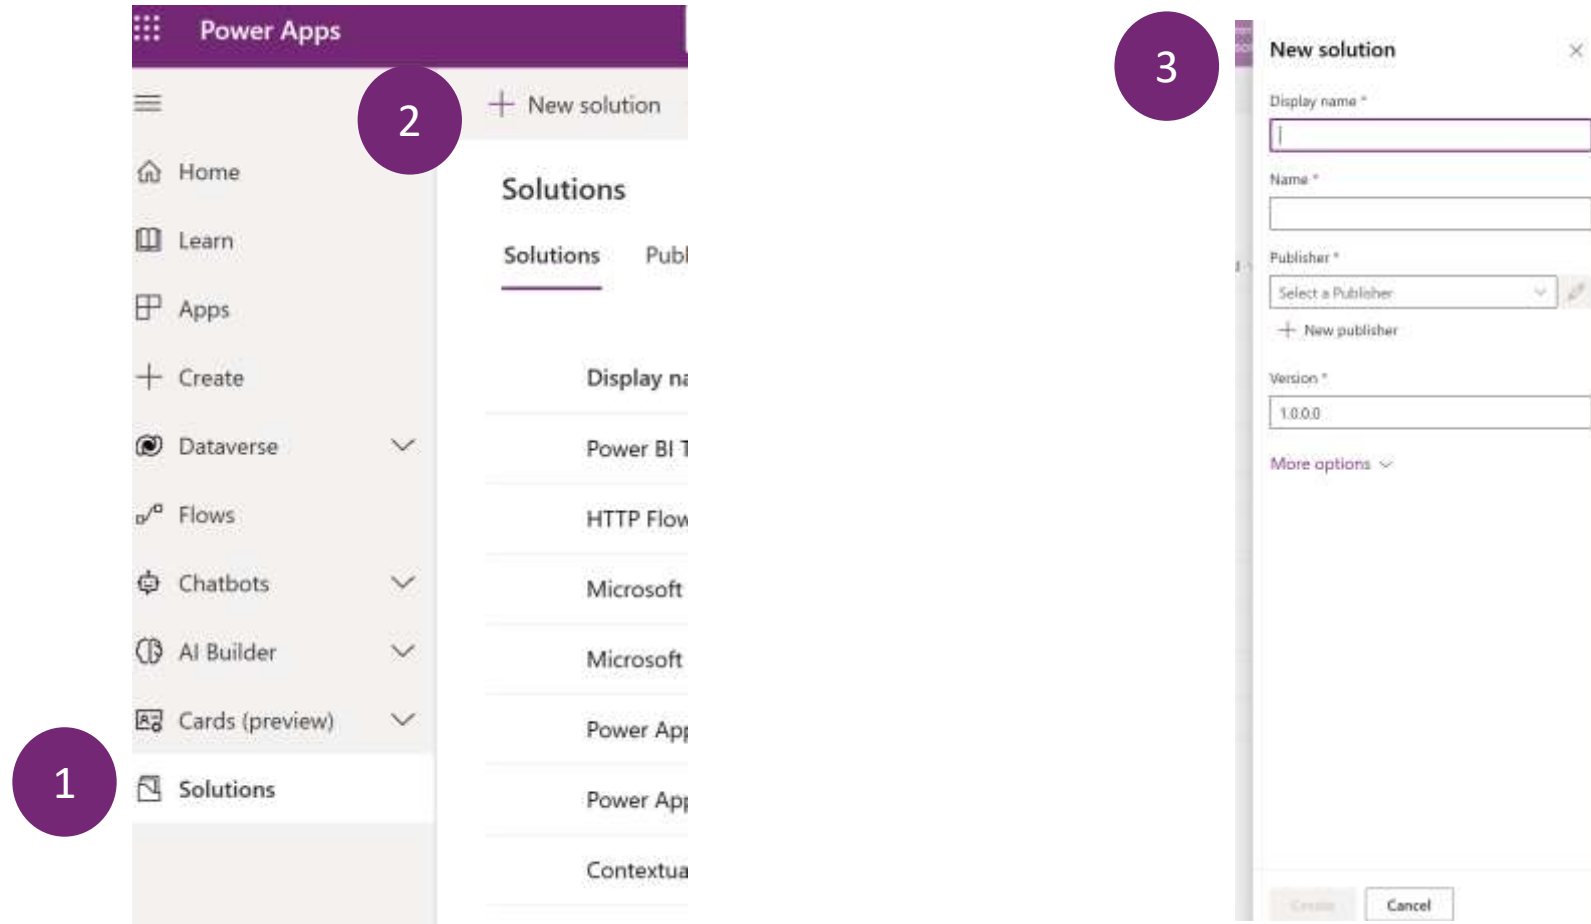 Power Apps
2
+ New solution
Home
Learn
Apps
Create
Dataverse
Flows
Chatbots
AI Builder
Cards (preview)
1
Solutions
Solutions
Solutions Publ
Display na
Power BI T
HTTP Flow
Microsoft
Microsoft
Power App
Power App
Contextua
3
New solution
Display name *
Name *
Publisher *
Select a Publisher
+ New publisher
Version *
1.0.0.0
More options
Create Cancel